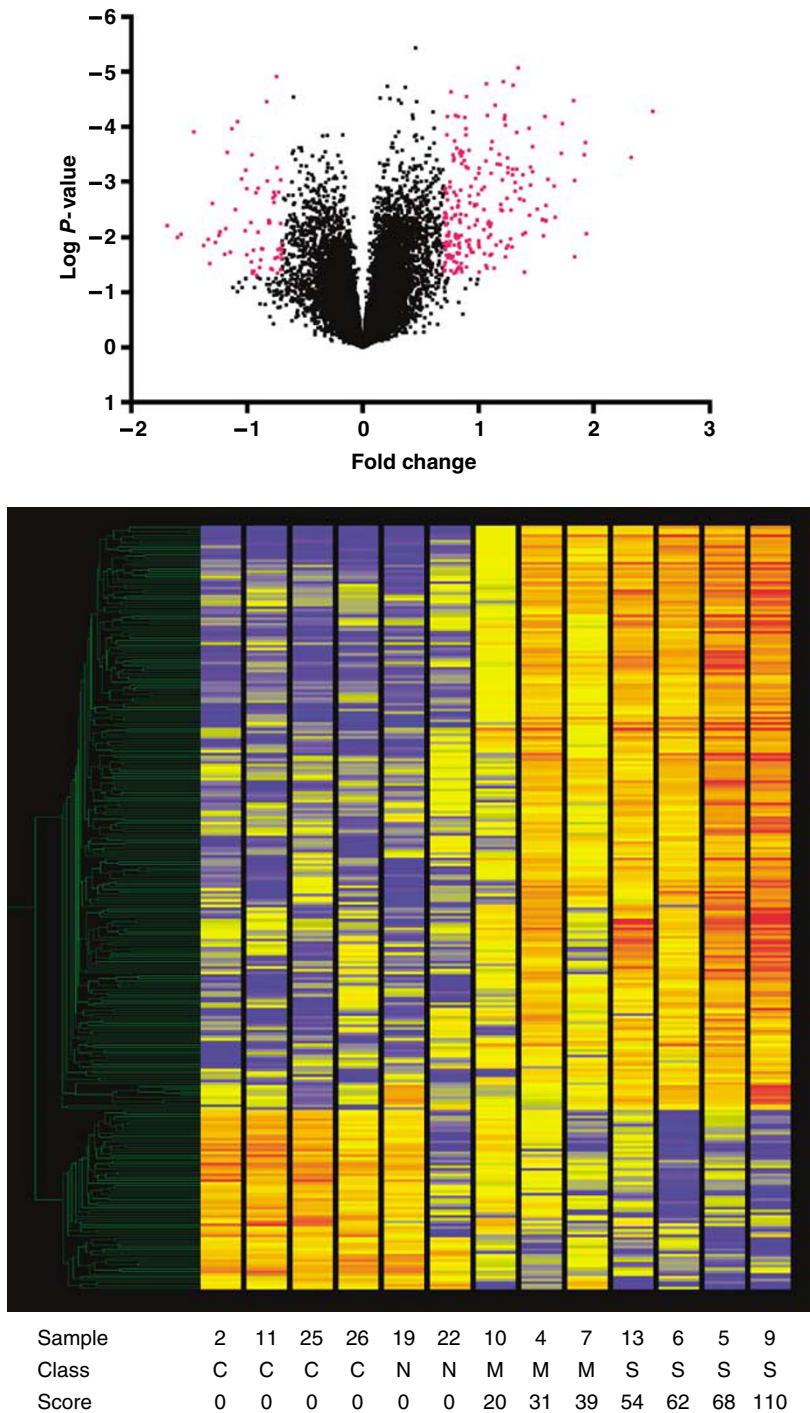 −6
−5
−4
−3
−2
−1
0
1
Log P-value
−2 −1 0 1 2 3
Fold change
Sample 2 11 25 26 19 22 10 4 7 13 6 5 9
Class C C C C N N M M M S S S S
Score 0 0 0 0 0 0 20 31 39 54 62 68 110